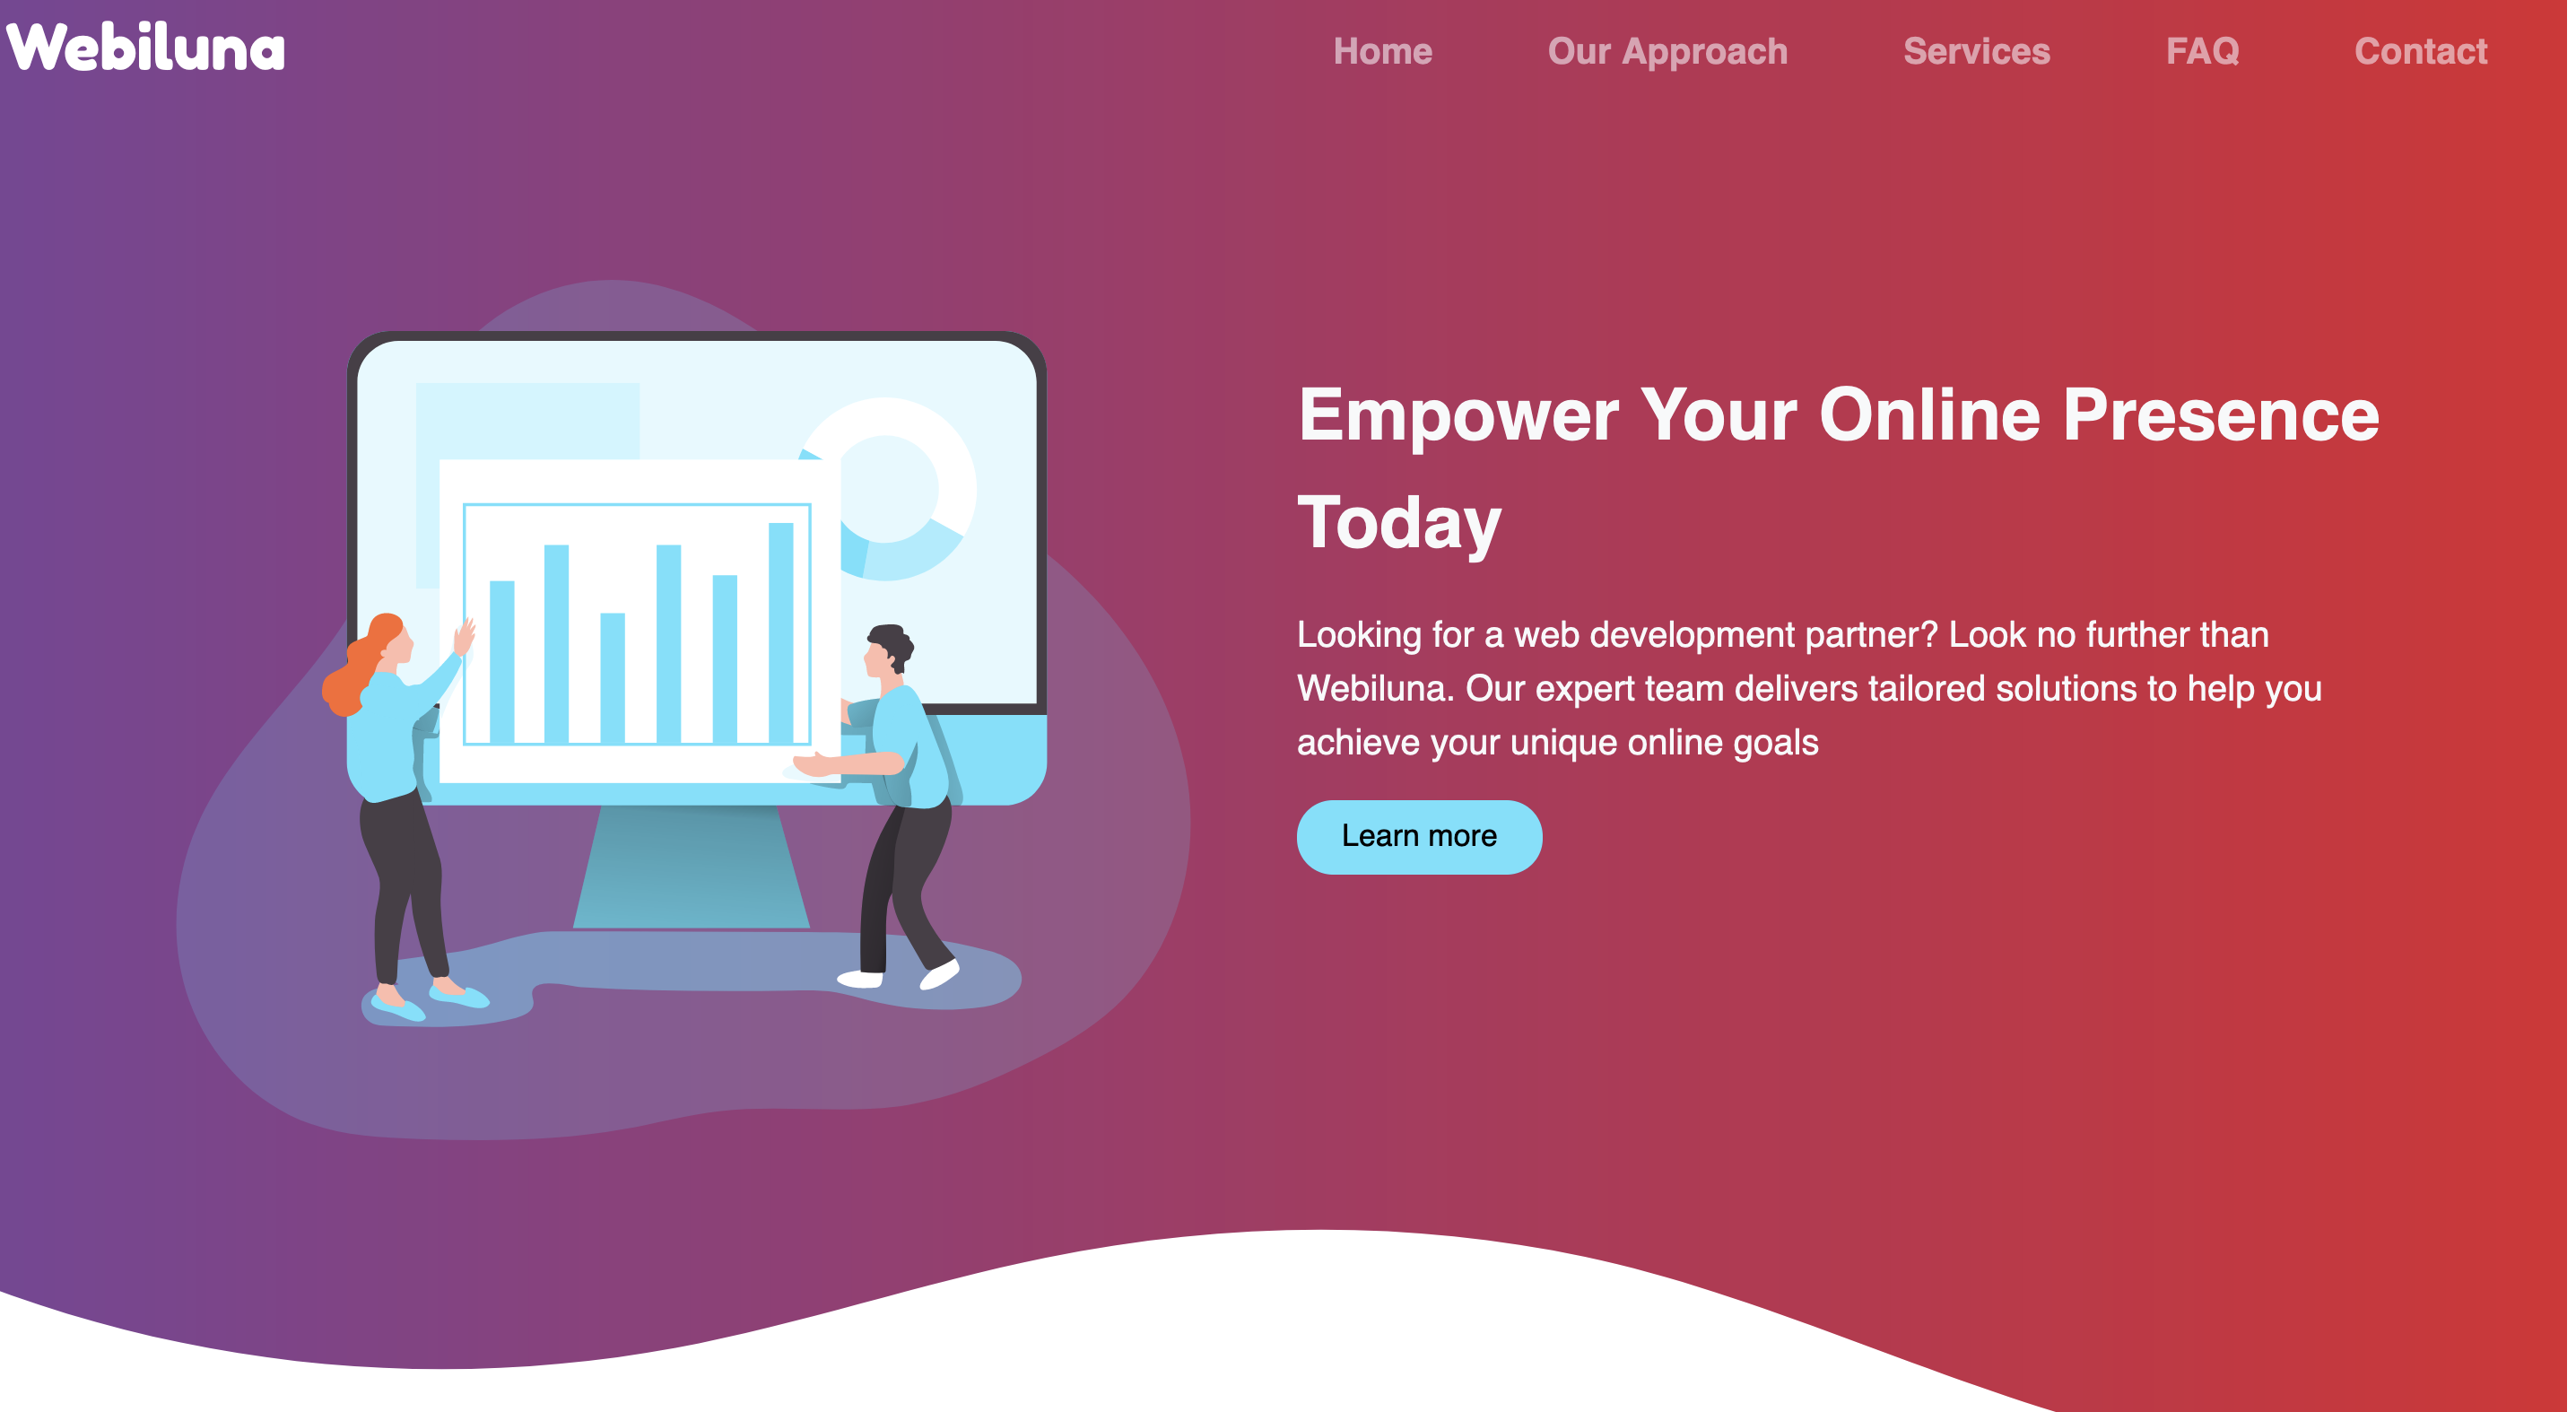 Webiluna
Home Our Approach Services FAQ Contact
Empower Your Online Presence
Today
Looking for a web development partner? Look no further than
Webiluna. Our expert team delivers tailored solutions to help you
achieve your unique online goals
Learn more